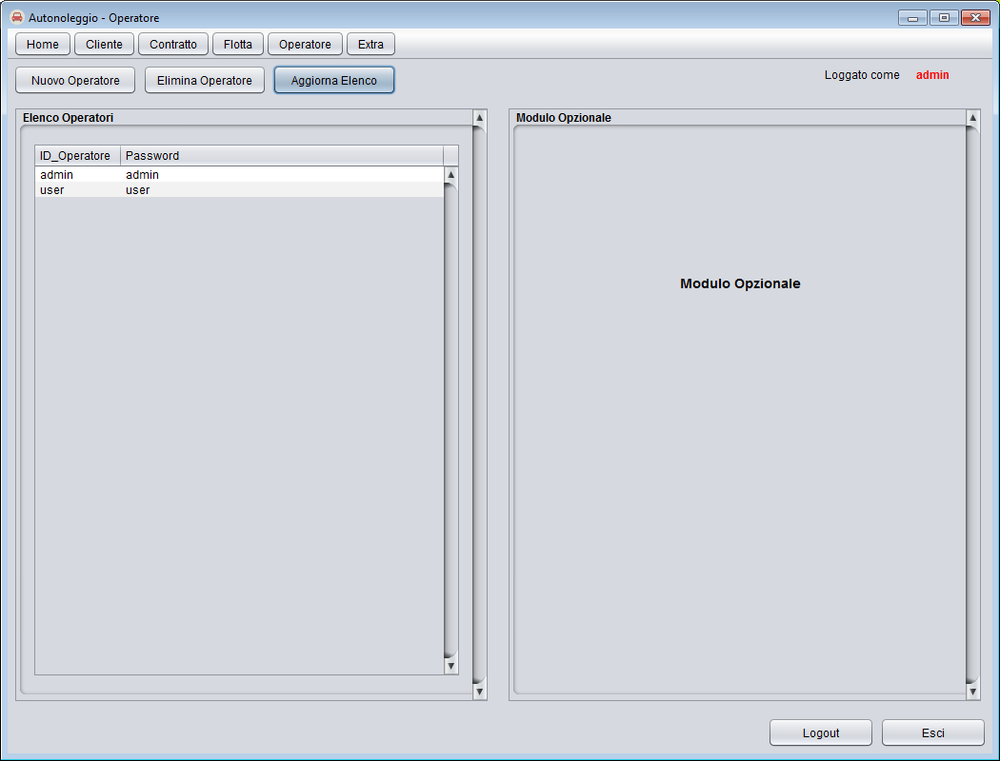 Autonoleggio - Operatore
Home Cliente Contratto Flotta Operatore Extra
Nuovo Operatore Elimina Operatore Aggiorna Elenco Loggato come admin
Elenco Operatori
ID_Operatore Password
admin admin
user user
Modulo Opzionale
Modulo Opzionale
Logout Esci